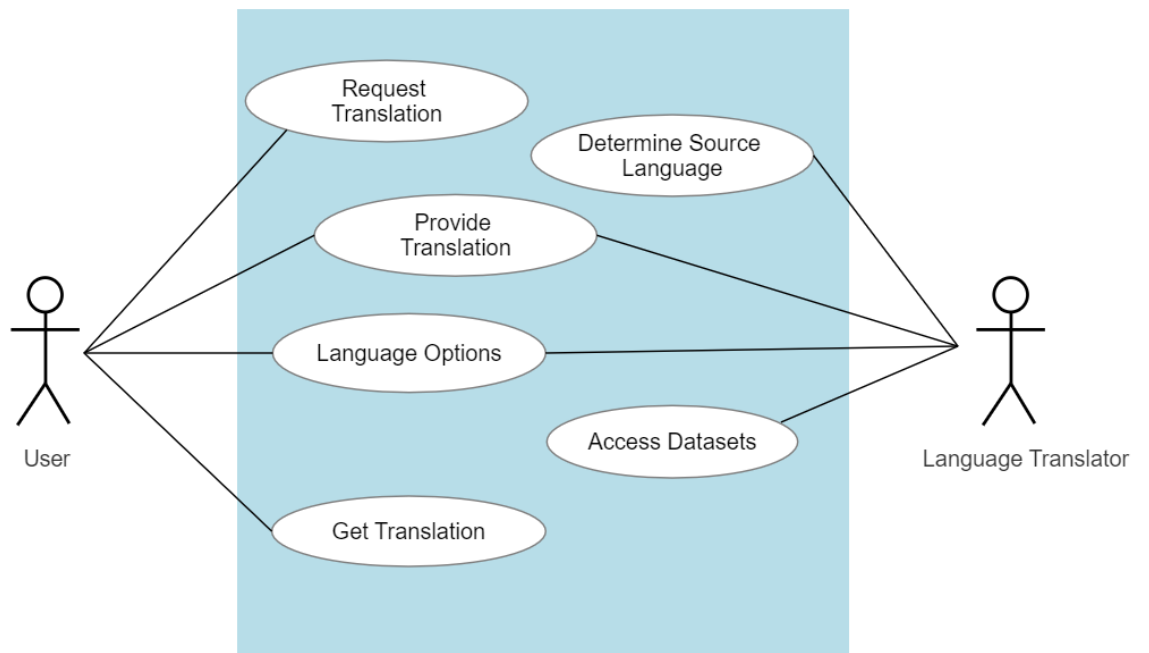 Request
Translation
Determine Source
Language
Provide
Translation
Language Options
Access Datasets
User
Language Translator
Get Translation